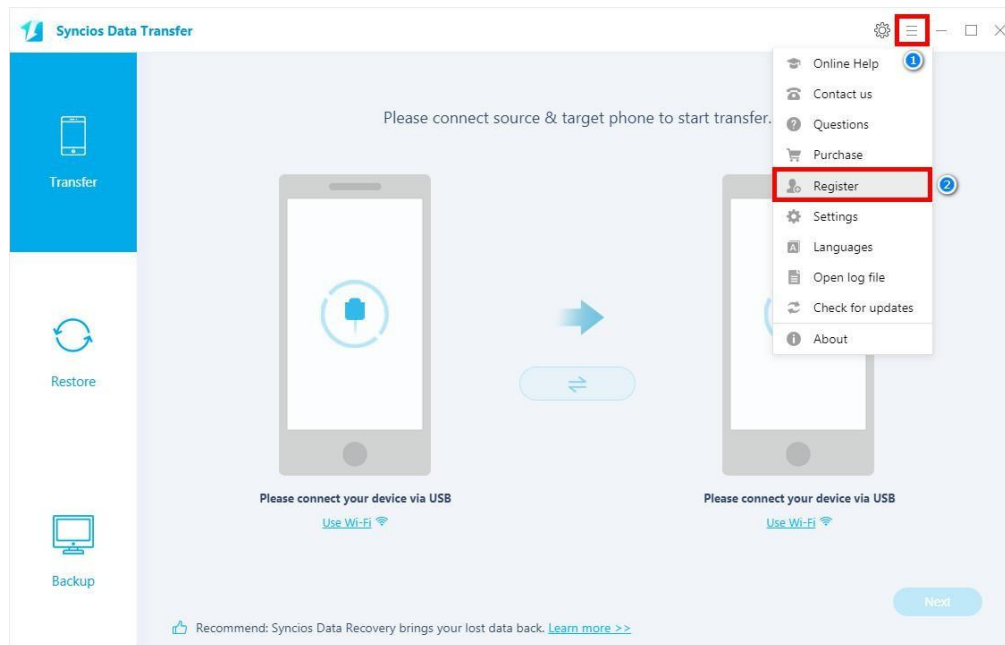 Syncios Data Transfer
Online Help
1
Contact us
Please connect source & target phone to start transfer.
Questions
Purchase
Transfer
Register
2
Settings
Languages
Open log file
Check for updates
About
Restore
Please connect your device via USB
Use Wi-Fi
Please connect your device via USB
Use Wi-Fi
Backup
Next
Recommend: Syncios Data Recovery brings your lost data back. Learn more >>